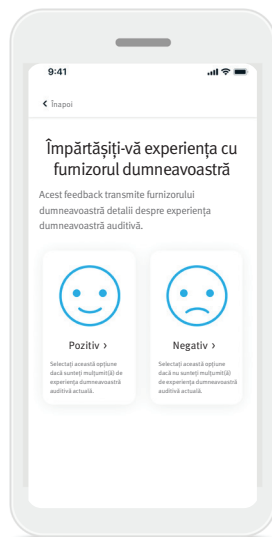 9:41
Înapoi
Împărtășiți-vă experiența cu
fumizorul dumneavoastră
Acest feedback transmite furnizorului
dumneavoastră detalii despre experiența
dumneavoastră auditivă.
Pozitiv ›
Selectați această opțiune
dacă sunteți mulțumit(ă) de
experiența dumneavoastră
auditivă actuală.
Negativ ›
Selectați această opțiune
dacă nu sunteți mulțumit(ă)
de experiența dumneavoastră
auditivă actuală.